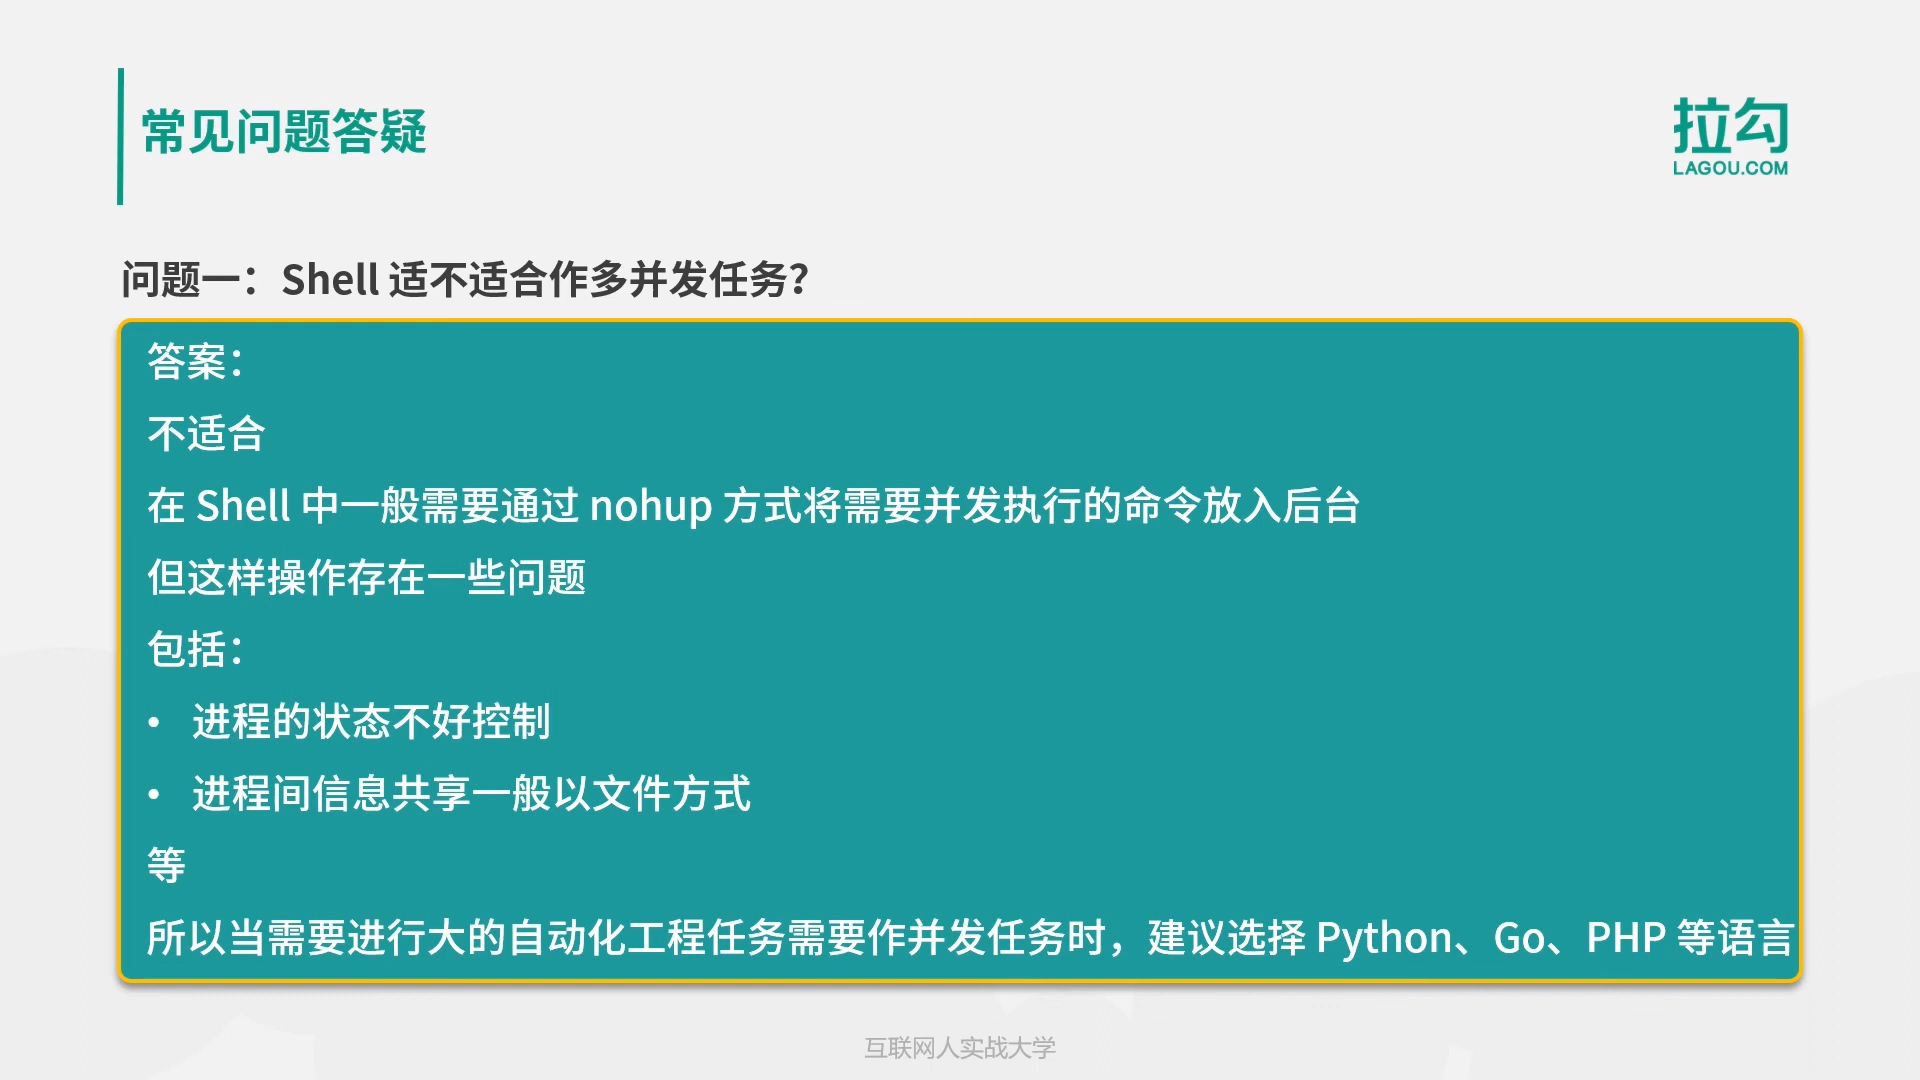 常见问题答疑
拉勾
LAGOU.COM
问题一：Shell 适不适合作多并发任务？
答案：
不适合
在 Shell 中一般需要通过 nohup 方式将需要并发执行的命令放入后台
但这样操作存在一些问题
包括：
• 进程的状态不好控制
• 进程间信息共享一般以文件方式
等
所以当需要进行大的自动化工程任务需要作并发任务时，建议选择 Python、Go、PHP 等语言
互联网人实战大学